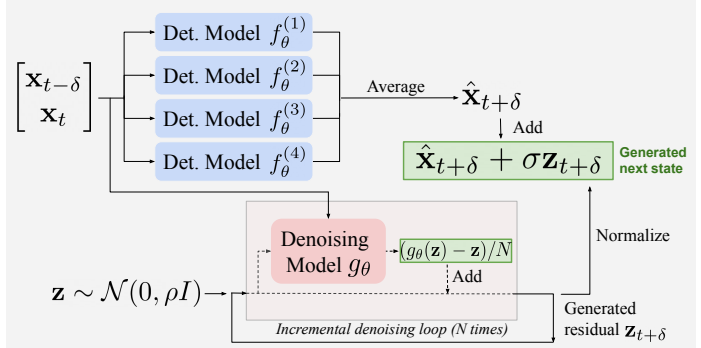 Det. Model f_θ^(1)
Det. Model f_θ^(2)
Det. Model f_θ^(3)
Det. Model f_θ^(4)
[x_{t−δ}
x_t]
Average
x̂_{t+δ}
Add
x̂_{t+δ} + σz_{t+δ}
Generated
next state
Denoising
Model g_θ
(g_θ(z) − z)/N
Add
Normalize
z ∼ 𝒩(0, ρI)
Generated
residual z_{t+δ}
Incremental denoising loop (N times)